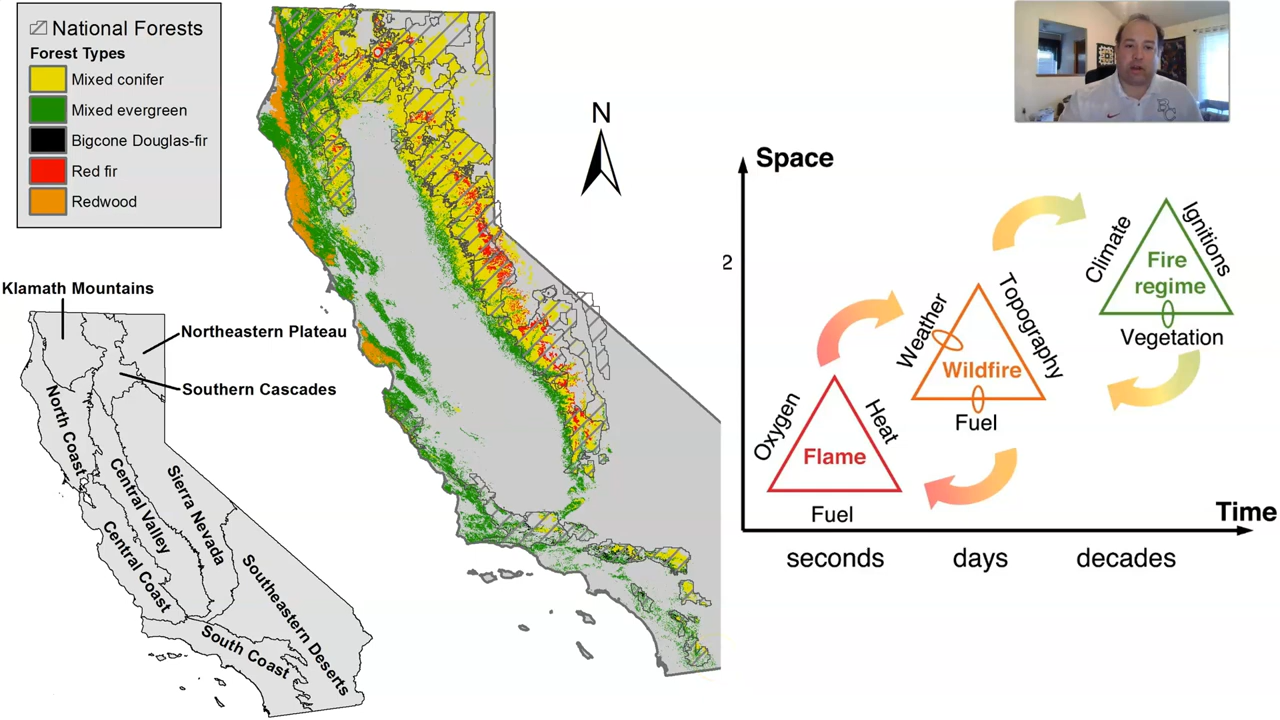 National Forests
Forest Types
Mixed conifer
Mixed evergreen
Bigcone Douglas-fir
Red fir
Redwood
N
Klamath Mountains
Northeastern Plateau
Southern Cascades
North Coast
Central Valley
Sierra Nevada
Central Coast
Southeastern Deserts
South Coast
Space
2
Climate
Ignitions
Fire
regime
Vegetation
Weather
Topography
Wildfire
Fuel
Oxygen
Heat
Flame
Fuel
Time
seconds
days
decades
BC